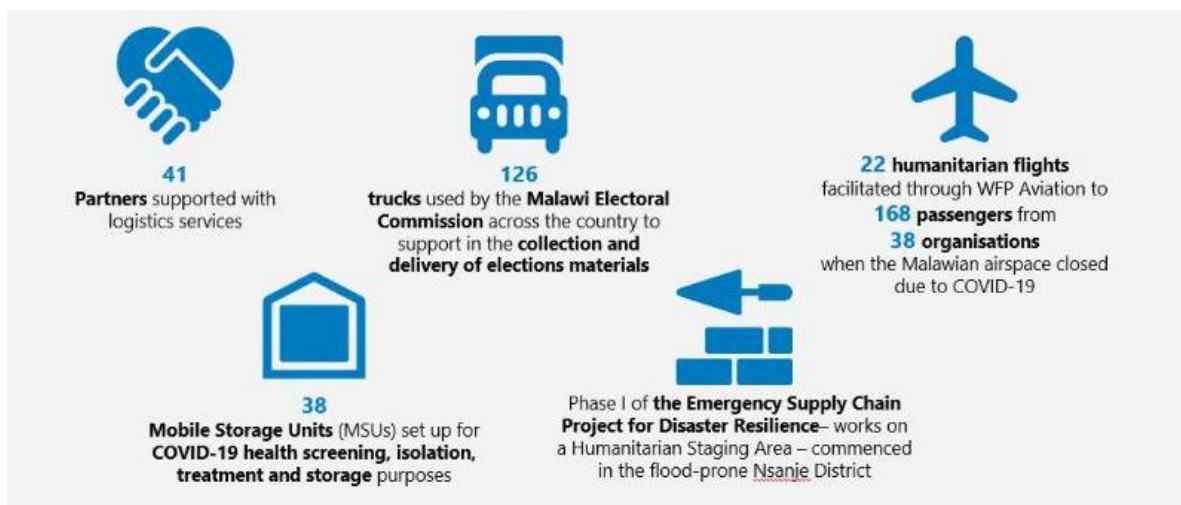 41
Partners supported with
logistics services
126
trucks used by the Malawi Electoral
Commission across the country to
support in the collection and
delivery of elections materials
22 humanitarian flights
facilitated through WFP Aviation to
168 passengers from
38 organisations
when the Malawian airspace closed
due to COVID-19
38
Mobile Storage Units (MSUs) set up for
COVID-19 health screening, isolation,
treatment and storage purposes
Phase I of the Emergency Supply Chain
Project for Disaster Resilience– works on
a Humanitarian Staging Area – commenced
in the flood-prone Nsanje District